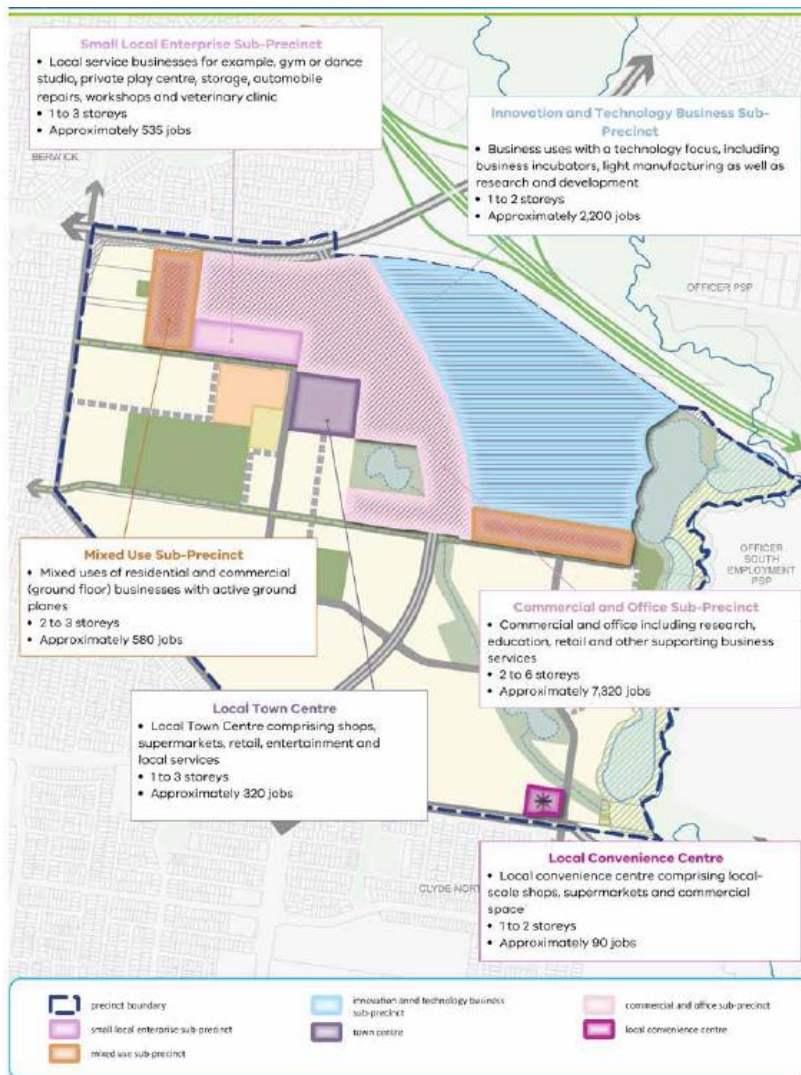 Small Local Enterprise Sub-Precinct
• Local service businesses for example, gym or dance
studio, private play centre, storage, automobile
repairs, workshops and veterinary clinic
• 1 to 3 storeys
• Approximately 535 jobs
Innovation and Technology Business Sub-
Precinct
• Business uses with a technology focus, including
business incubators, light manufacturing as well as
research and development
• 1 to 2 storeys
• Approximately 2,200 jobs
BERWICK
OFFICER PSP
Mixed Use Sub-Precinct
• Mixed uses of residential and commercial
(ground floor) businesses with active ground
planes
• 2 to 3 storeys
• Approximately 580 jobs
OFFICER
SOUTH
EMPLOYMENT
PSP
Commercial and Office Sub-Precinct
• Commercial and office including research,
education, retail and other supporting business
services
• 2 to 6 storeys
• Approximately 7,320 jobs
Local Town Centre
• Local Town Centre comprising shops,
supermarkets, retail, entertainment and
local services
• 1 to 3 storeys
• Approximately 320 jobs
Local Convenience Centre
• Local convenience centre comprising local-
scale shops, supermarkets and commercial
space
• 1 to 2 storeys
• Approximately 90 jobs
CLYDE NORT
precinct boundary
small local enterprise sub-precinct
mixed use sub-precinct
innovation annd technology business
sub-precinct
town centre
commercial and office sub-precinct
local convenience centre